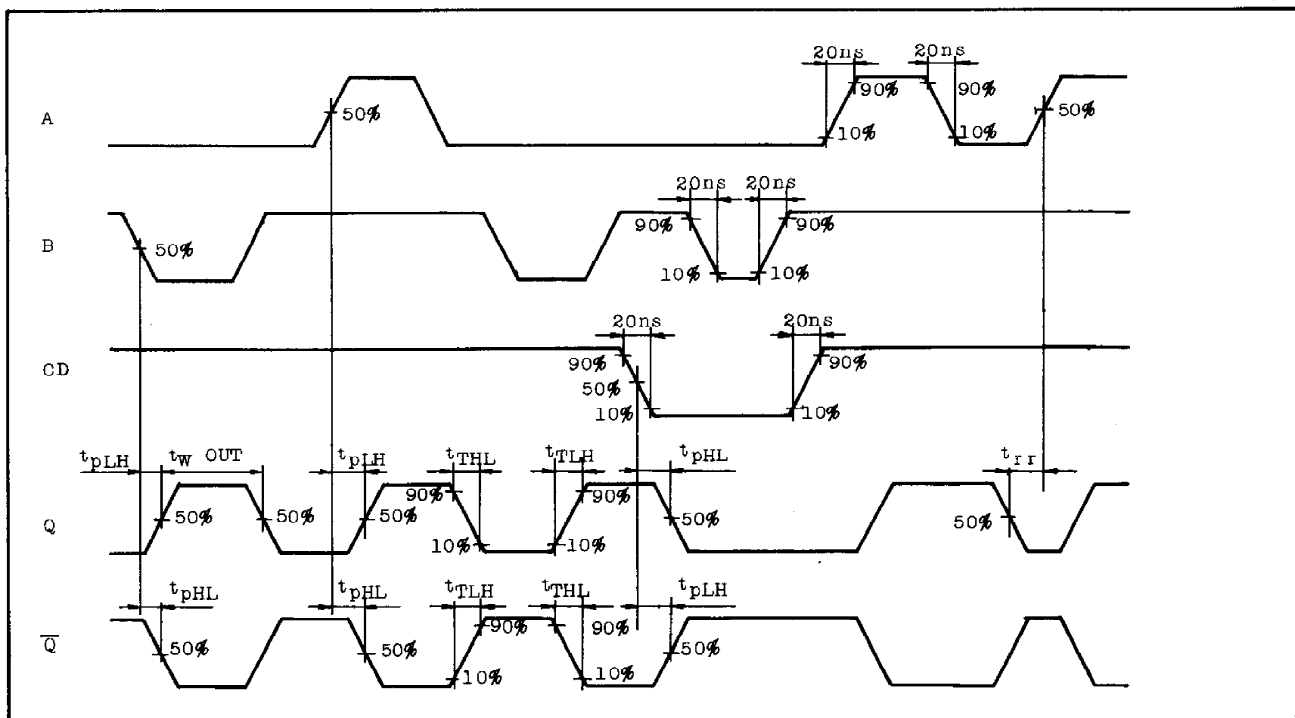 20ns 20ns
A 50% 90% 10% 90% 10% 50%
20ns 20ns
B 50% 90% 10% 10% 90%
20ns 20ns
CD 90% 50% 10% 90% 10%
tpLH tW OUT tpLH tTHL tTLH tpHL trr
Q 50% 50% 50% 90% 10% 90% 10% 50% 50%
tpHL tpHL tTLH tTHL tpLH
Q̅ 50% 50% 90% 10% 90% 10% 50%